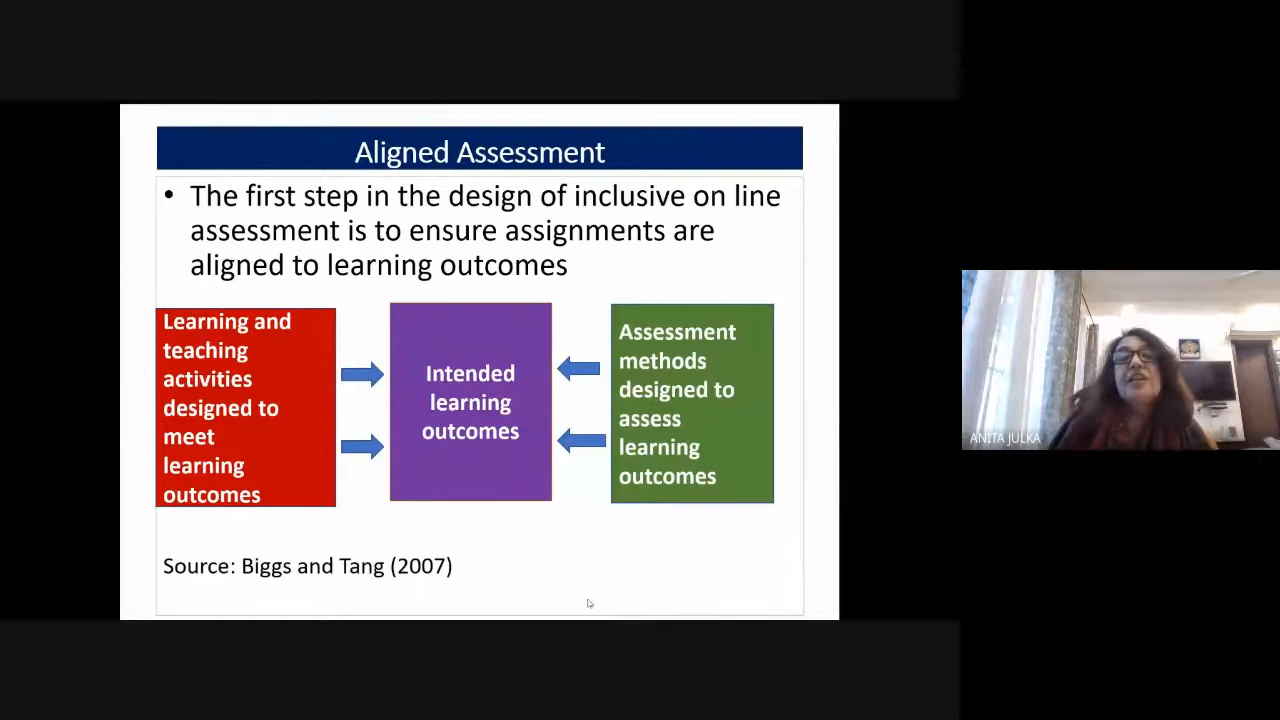 Aligned Assessment
• The first step in the design of inclusive on line
assessment is to ensure assignments are
aligned to learning outcomes
Learning and
teaching
activities
designed to
meet
learning
outcomes
Intended
learning
outcomes
Assessment
methods
designed to
assess
learning
outcomes
Source: Biggs and Tang (2007)
ANITA JULKA